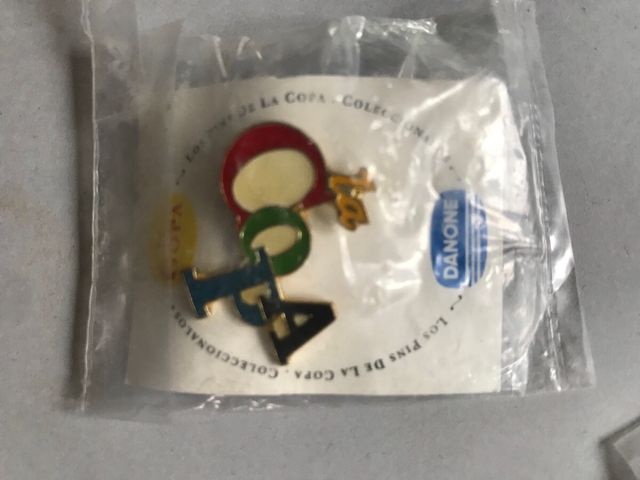 LOS PINS DE LA COPA · COLECCIONALOS ·
la
COPA
COPA
DANONE
LOS PINS DE LA COPA · COLECCIONALOS ·